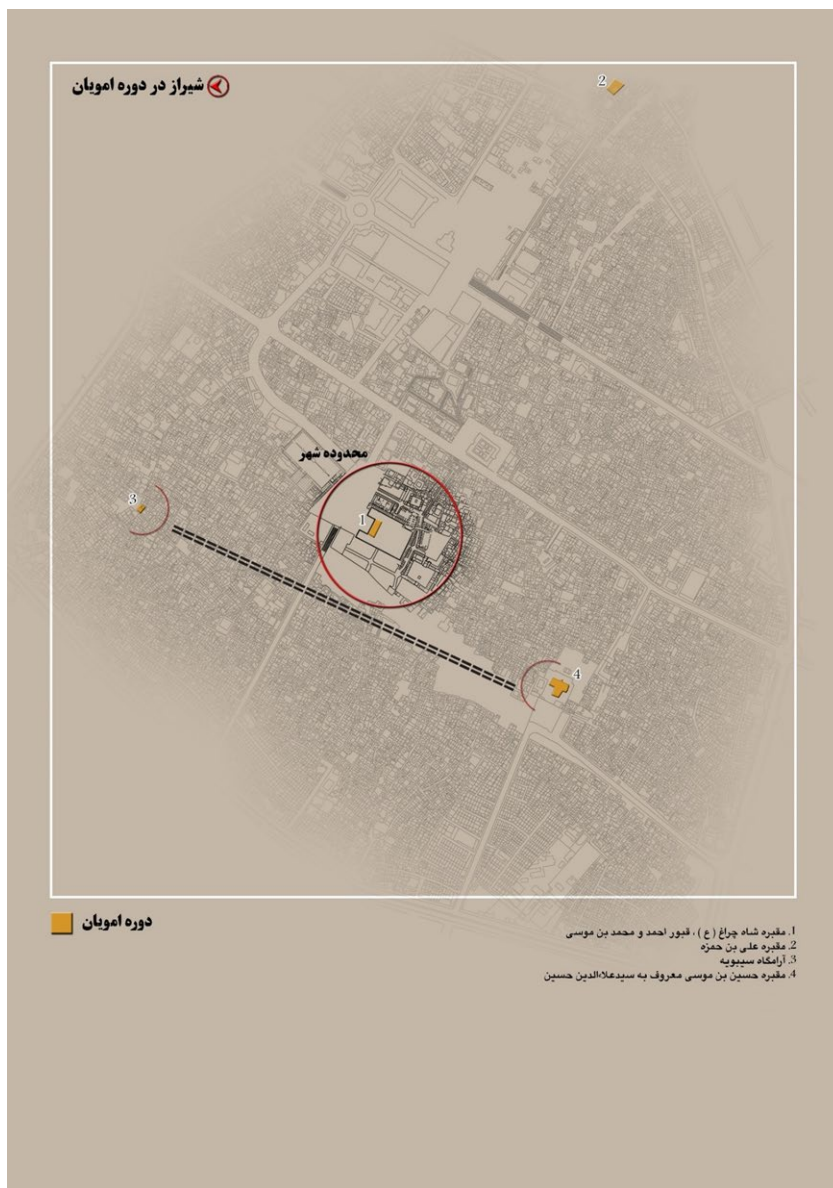 شیراز در دوره امویان
2
محدوده شهر
3
1
4
دوره امویان
1. مقبره شاه چراغ (ع)، قبور احمد و محمد بن موسی
2. مقبره علی بن حمزه
3. آرامگاه سیبویه
4. مقبره حسین بن موسی معروف به سیدعلاءالدین حسین